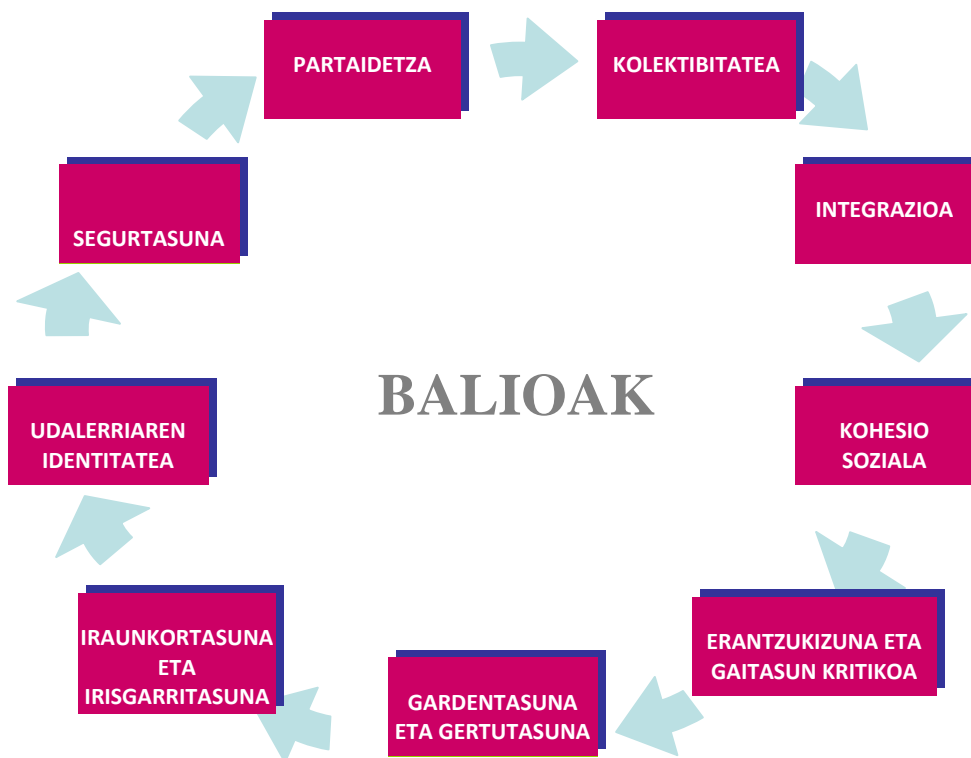 PARTAIDETZA
KOLEKTIBITATEA
INTEGRAZIOA
SEGURTASUNA
BALIOAK
UDALERRIAREN
IDENTITATEA
KOHESIO
SOZIALA
IRAUNKORTASUNA
ETA
IRISGARRITASUNA
ERANTZUKIZUNA ETA
GAITASUN KRITIKOA
GARDENTASUNA
ETA GERTUTASUNA